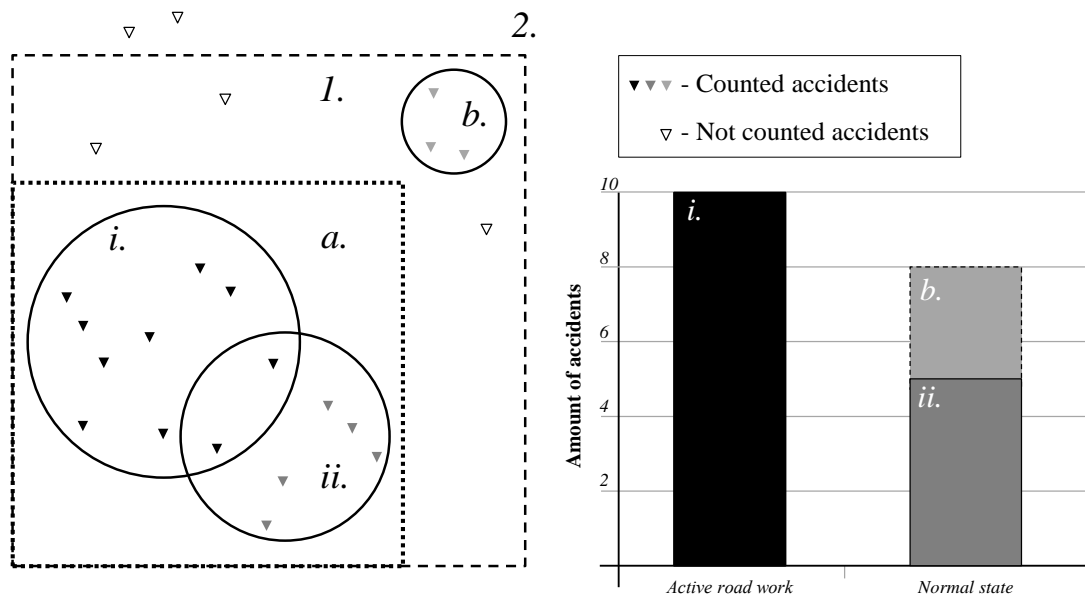 2.
1.
b.
a.
i.
ii.
- Counted accidents
- Not counted accidents
Amount of accidents
10
8
6
4
2
i.
b.
ii.
Active road work
Normal state